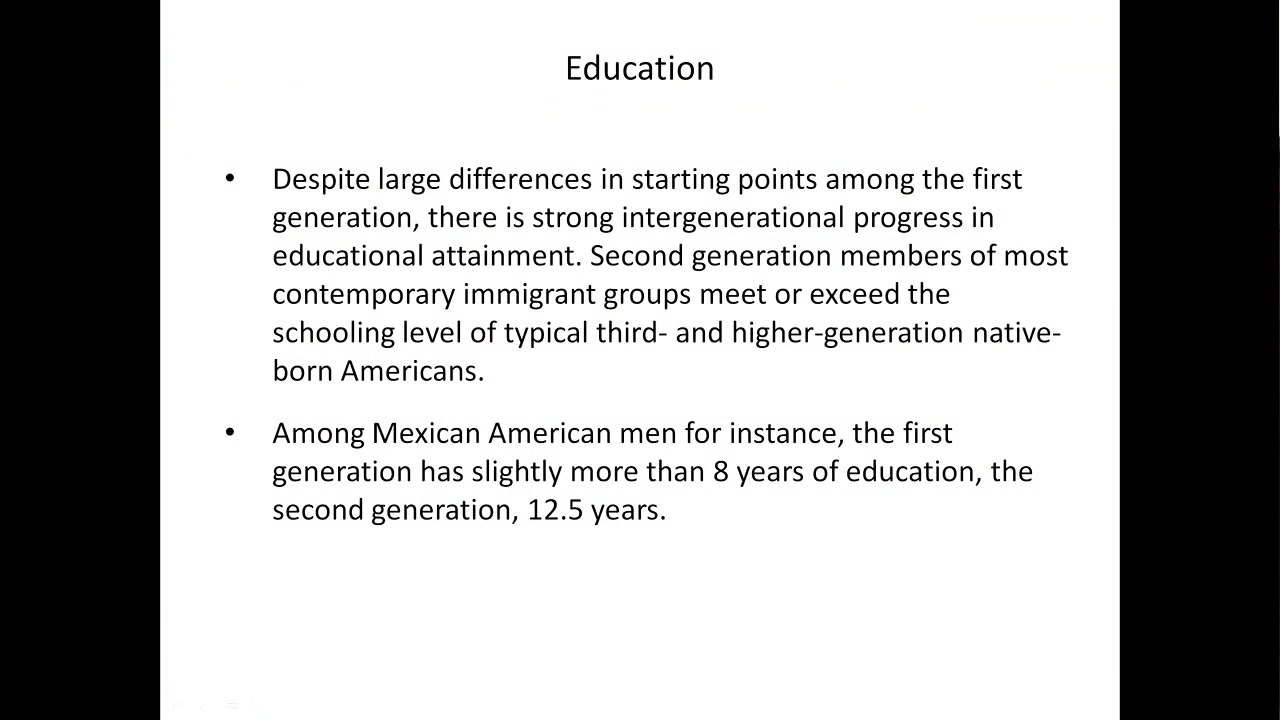 Education
• Despite large differences in starting points among the first
generation, there is strong intergenerational progress in
educational attainment. Second generation members of most
contemporary immigrant groups meet or exceed the
schooling level of typical third- and higher-generation native-
born Americans.
• Among Mexican American men for instance, the first
generation has slightly more than 8 years of education, the
second generation, 12.5 years.